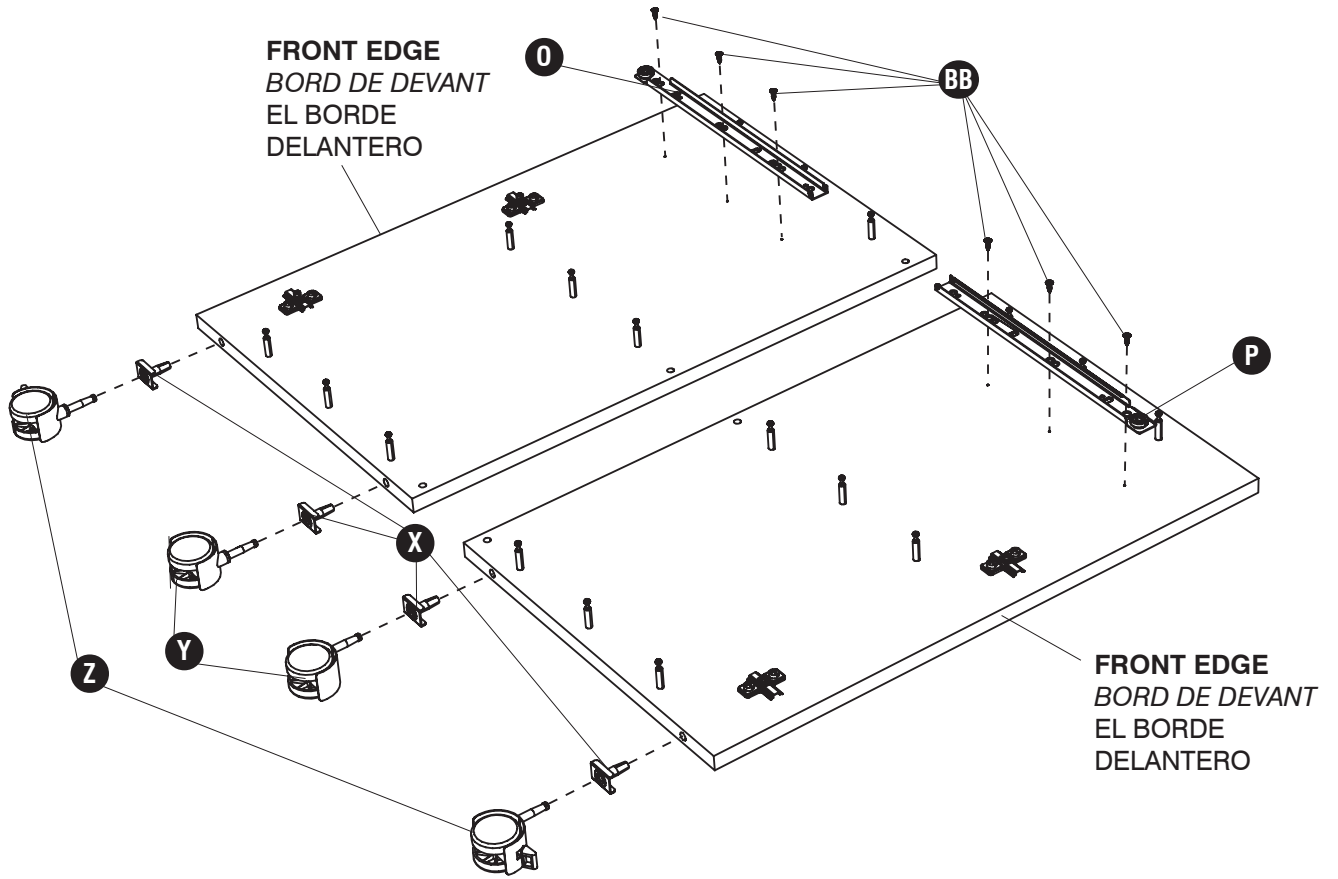 FRONT EDGE
BORD DE DEVANT
EL BORDE
DELANTERO
O
BB
P
X
Y
Z
FRONT EDGE
BORD DE DEVANT
EL BORDE
DELANTERO